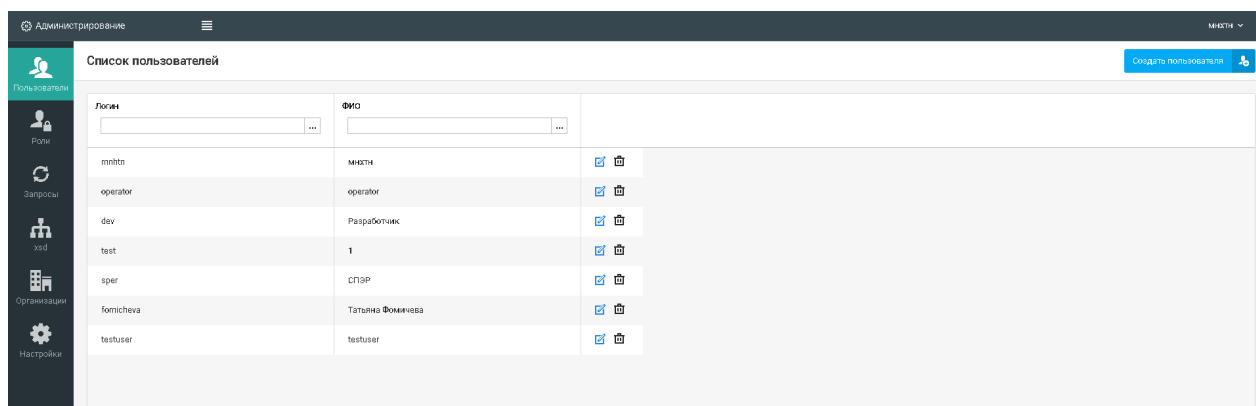 Администрирование
мнхтн
Пользователи
Список пользователей
Создать пользователя
Роли
Запросы
xsd
Организации
Настройки
Логин ФИО
... ...
mnhtn мнхтн
operator operator
dev Разработчик
test 1
sper СПЭР
fomicheva Татьяна Фомичева
testuser testuser